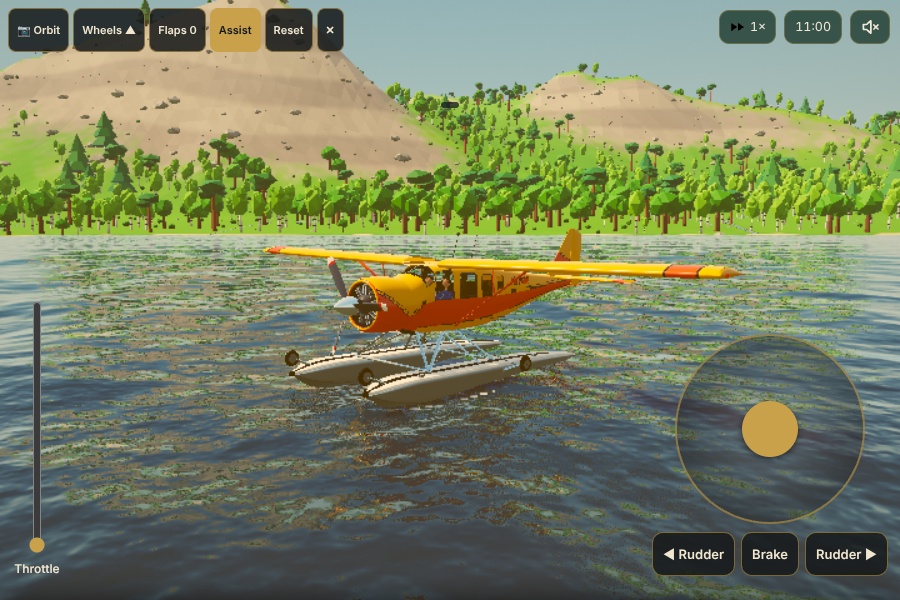 📷 Orbit
Wheels ▲
Flaps 0
Assist
Reset
×
▶▶ 1×
11:00
Throttle
◀ Rudder
Brake
Rudder ▶